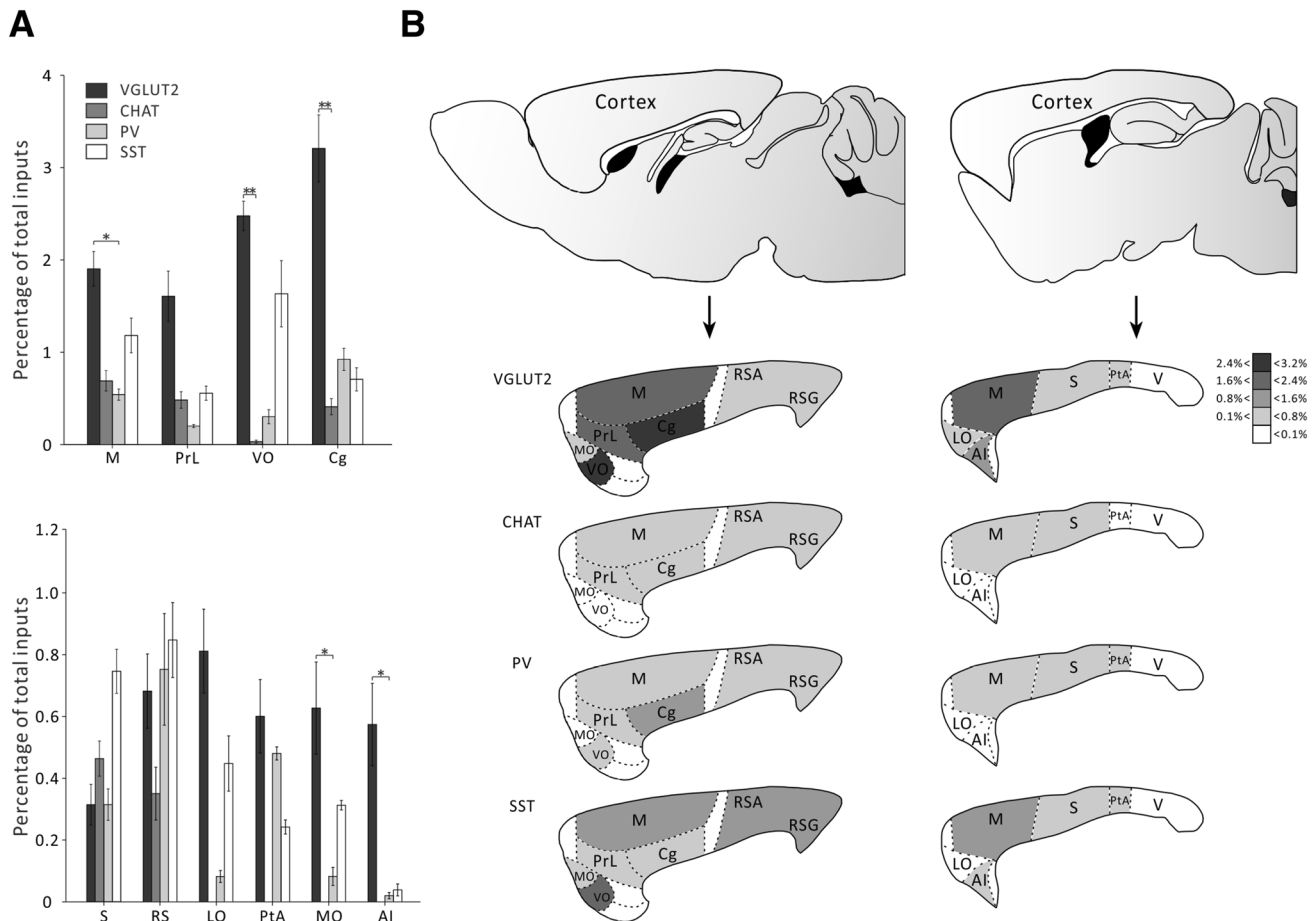 A
B
Percentage of total inputs
4
3
2
1
0
VGLUT2
CHAT
PV
SST
*
**
**
M PrL VO Cg
Percentage of total inputs
1.2
1.0
0.8
0.6
0.4
0.2
0
*
*
S RS LO PtA MO AI
Cortex
Cortex
VGLUT2
M
RSA
RSG
PrL
Cg
MO
VO
M
S
PtA
V
LO
AI
2.4%< <3.2%
1.6%< <2.4%
0.8%< <1.6%
0.1%< <0.8%
<0.1%
CHAT
M
RSA
RSG
PrL
Cg
MO
VO
M
S
PtA
V
LO
AI
PV
M
RSA
RSG
PrL
Cg
MO
VO
M
S
PtA
V
LO
AI
SST
M
RSA
RSG
PrL
Cg
MO
VO
M
S
PtA
V
LO
AI